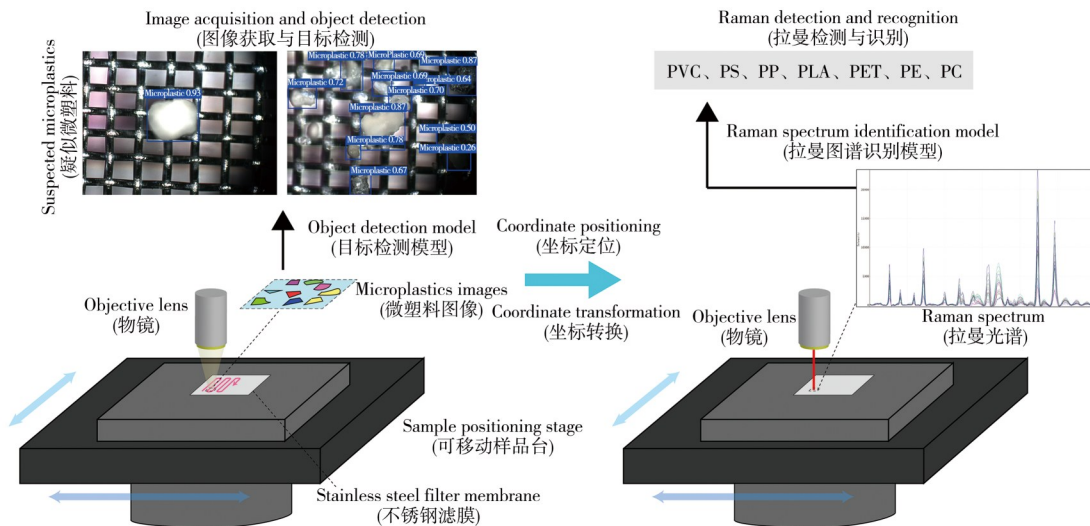 Image acquisition and object detection
(图像获取与目标检测)
Suspected microplastics
(疑似微塑料)
Microplastic 0.93
Microplastic 0.78
Microplastic 0.69
Microplastic 0.87
Microplastic 0.72
Microplastic 0.69
Microplastic 0.64
Microplastic 0.70
Microplastic 0.87
Microplastic 0.50
Microplastic 0.78
Microplastic 0.26
Microplastic 0.67
Object detection model
(目标检测模型)
Objective lens
(物镜)
Microplastics images
(微塑料图像)
Sample positioning stage
(可移动样品台)
Stainless steel filter membrane
(不锈钢滤膜)
Coordinate positioning
(坐标定位)
Coordinate transformation
(坐标转换)
Raman detection and recognition
(拉曼检测与识别)
PVC、PS、PP、PLA、PET、PE、PC
Raman spectrum identification model
(拉曼图谱识别模型)
Raman spectrum
(拉曼光谱)
Objective lens
(物镜)